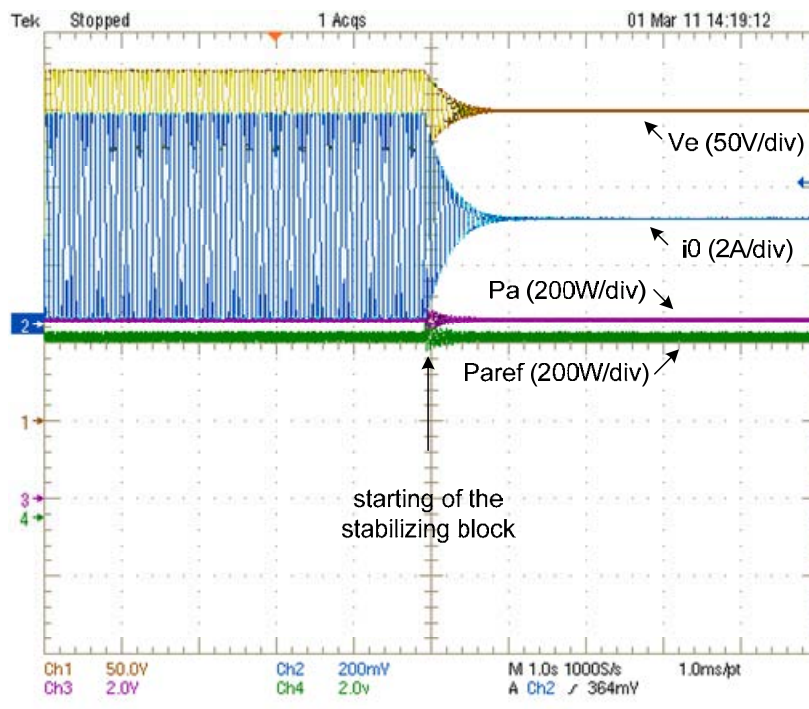 Tek Stopped 1 Acqs 01 Mar 11 14:19:12
Ve (50V/div)
i0 (2A/div)
Pa (200W/div)
2
Paref (200W/div)
1
3
starting of the
4
stabilizing block
Ch1 50.0V Ch2 200mV M 1.0s 1000S/s 1.0ms/pt
Ch3 2.0V Ch4 2.0v A Ch2 ∕ 364mV